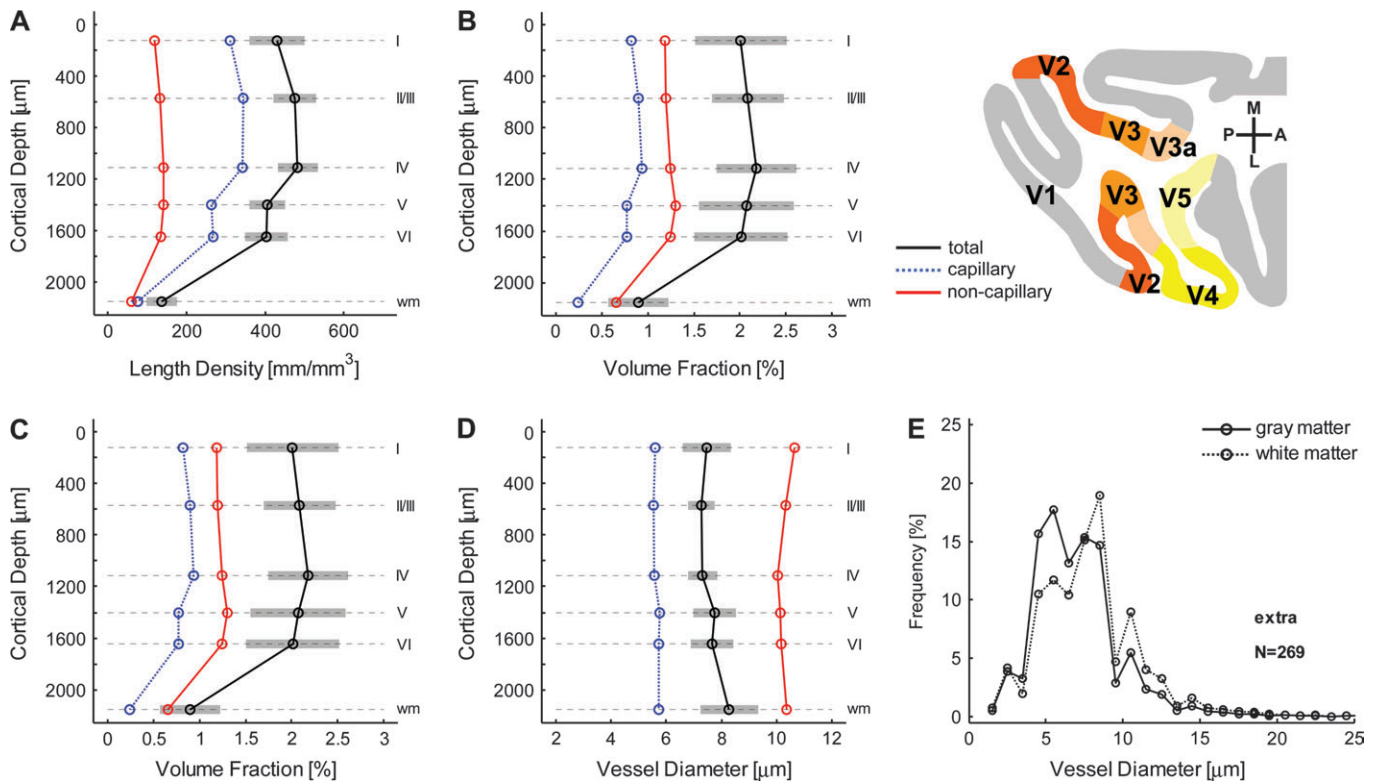 A
0
400
800
1200
1600
2000
Cortical Depth [µm]
I
II/III
IV
V
VI
wm
0 200 400 600
Length Density [mm/mm³]
B
0
400
800
1200
1600
2000
Cortical Depth [µm]
I
II/III
IV
V
VI
wm
0 0.5 1 1.5 2 2.5 3
Volume Fraction [%]
total
capillary
non-capillary
V2
V3
V3a
V1
V3
V5
V2
V4
M
P A
L
C
0
400
800
1200
1600
2000
Cortical Depth [µm]
I
II/III
IV
V
VI
wm
0 0.5 1 1.5 2 2.5 3
Volume Fraction [%]
D
0
400
800
1200
1600
2000
Cortical Depth [µm]
I
II/III
IV
V
VI
wm
2 4 6 8 10 12
Vessel Diameter [µm]
E
25
20
15
10
5
0
Frequency [%]
gray matter
white matter
extra
N=269
0 5 10 15 20 25
Vessel Diameter [µm]